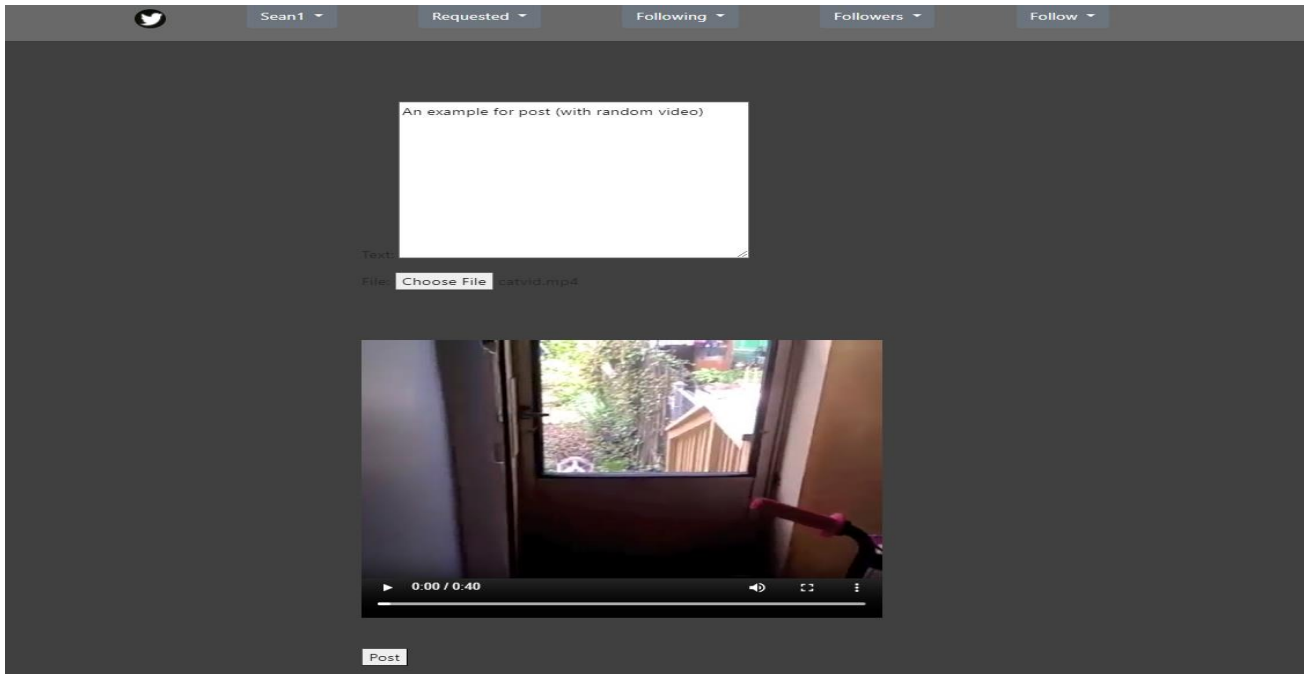 Sean1 Requested Following Followers Follow
An example for post (with random video)
Text:
File: Choose File catvid.mp4
0:00 / 0:40
Post